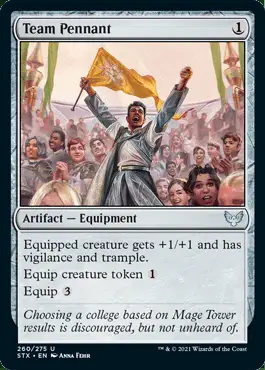 Team Pennant 1
Artifact — Equipment
Equipped creature gets +1/+1 and has
vigilance and trample.
Equip creature token 1
Equip 3
Choosing a college based on Mage Tower
results is discouraged, but not unheard of.
260/275 U
STX • EN Anna Fehr
™ & © 2021 Wizards of the Coast